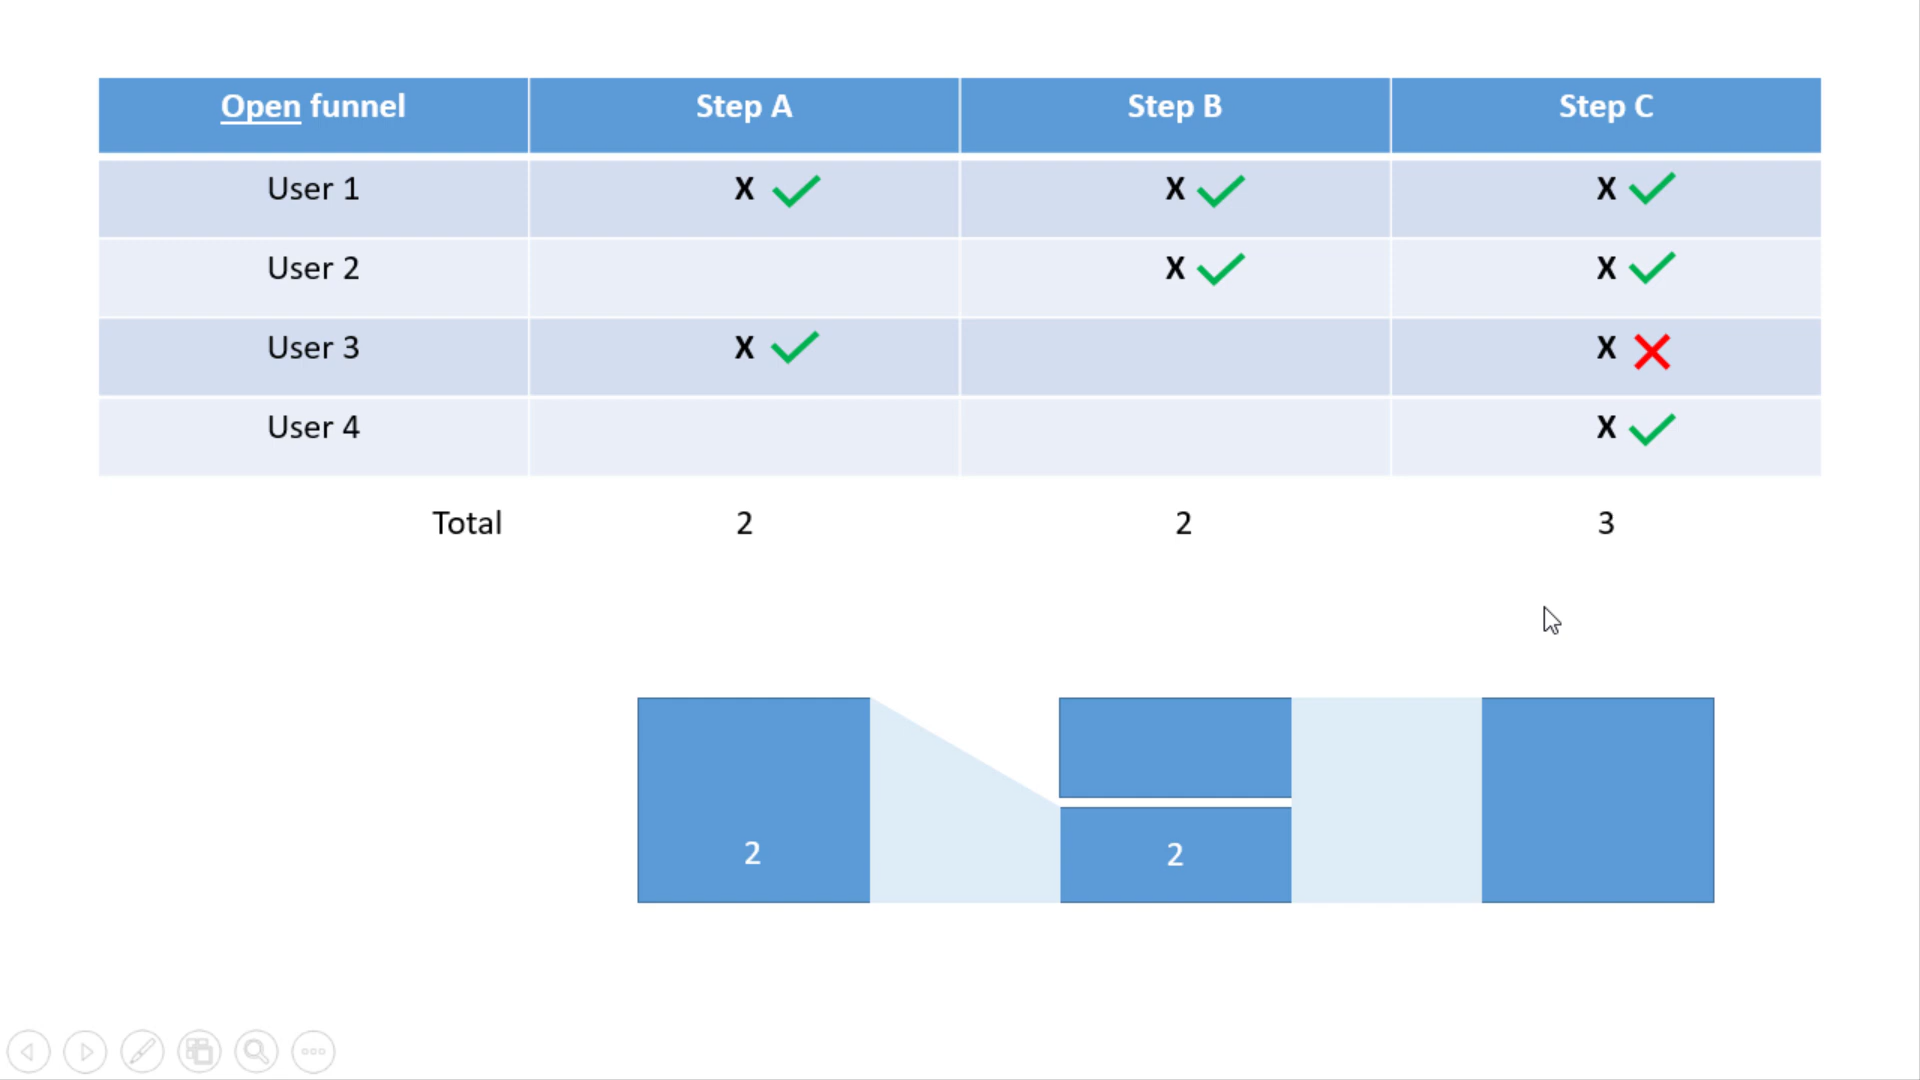 Open funnel Step A Step B Step C
User 1 X X X
User 2 X X
User 3 X X
User 4 X
Total 2 2 3
2 2